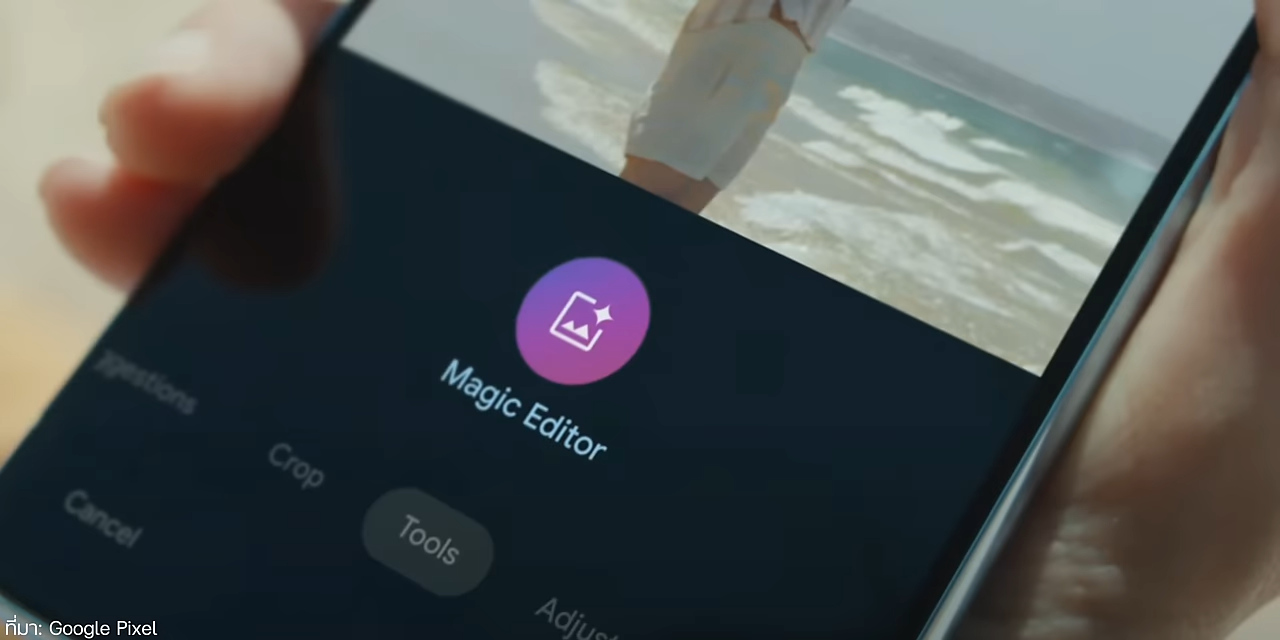 Magic Editor
Crop
Tools
Cancel
ที่มา: Google Pixel